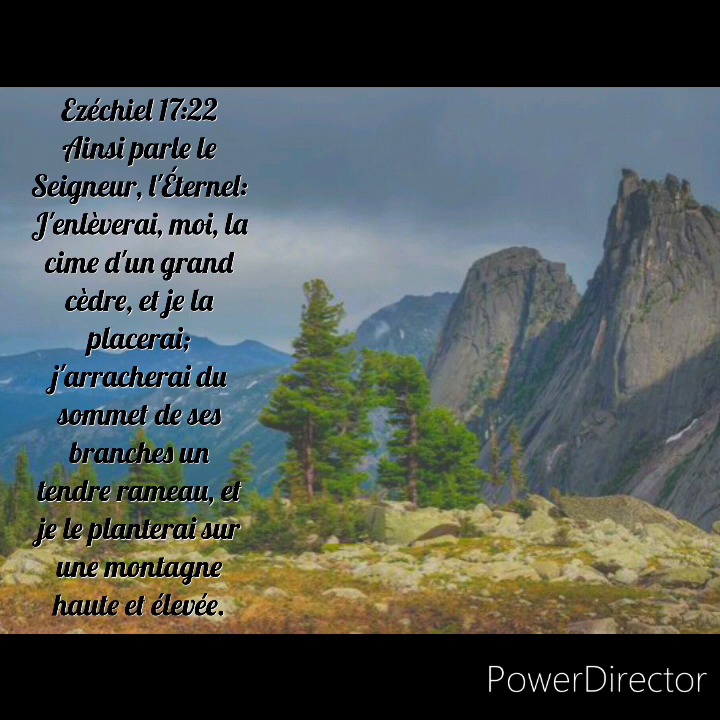 Ezéchiel 17:22
Ainsi parle le
Seigneur, l'Éternel:
J'enlèverai, moi, la
cime d'un grand
cèdre, et je la
placerai;
j'arracherai du
sommet de ses
branches un
tendre rameau, et
je le planterai sur
une montagne
haute et élevée.
PowerDirector